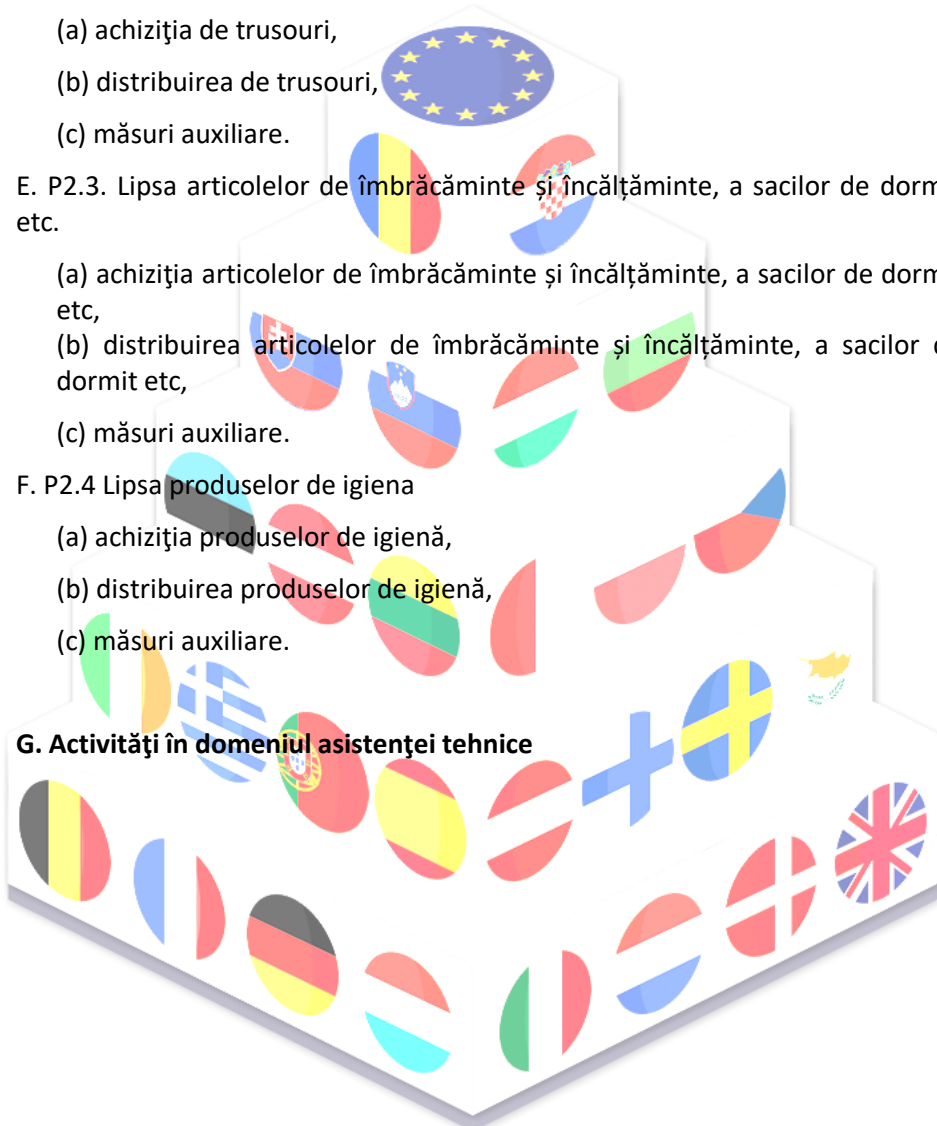 (a) achiziţia de trusouri,
(b) distribuirea de trusouri,
(c) măsuri auxiliare.
E. P2.3. Lipsa articolelor de îmbrăcăminte și încălțăminte, a sacilor de dorm
etc.
(a) achiziţia articolelor de îmbrăcăminte și încălțăminte, a sacilor de dorm
etc,
(b) distribuirea articolelor de îmbrăcăminte și încălțăminte, a sacilor
dormit etc,
(c) măsuri auxiliare.
F. P2.4 Lipsa produselor de igiena
(a) achiziţia produselor de igienă,
(b) distribuirea produselor de igienă,
(c) măsuri auxiliare.
G. Activităţi în domeniul asistenţei tehnice